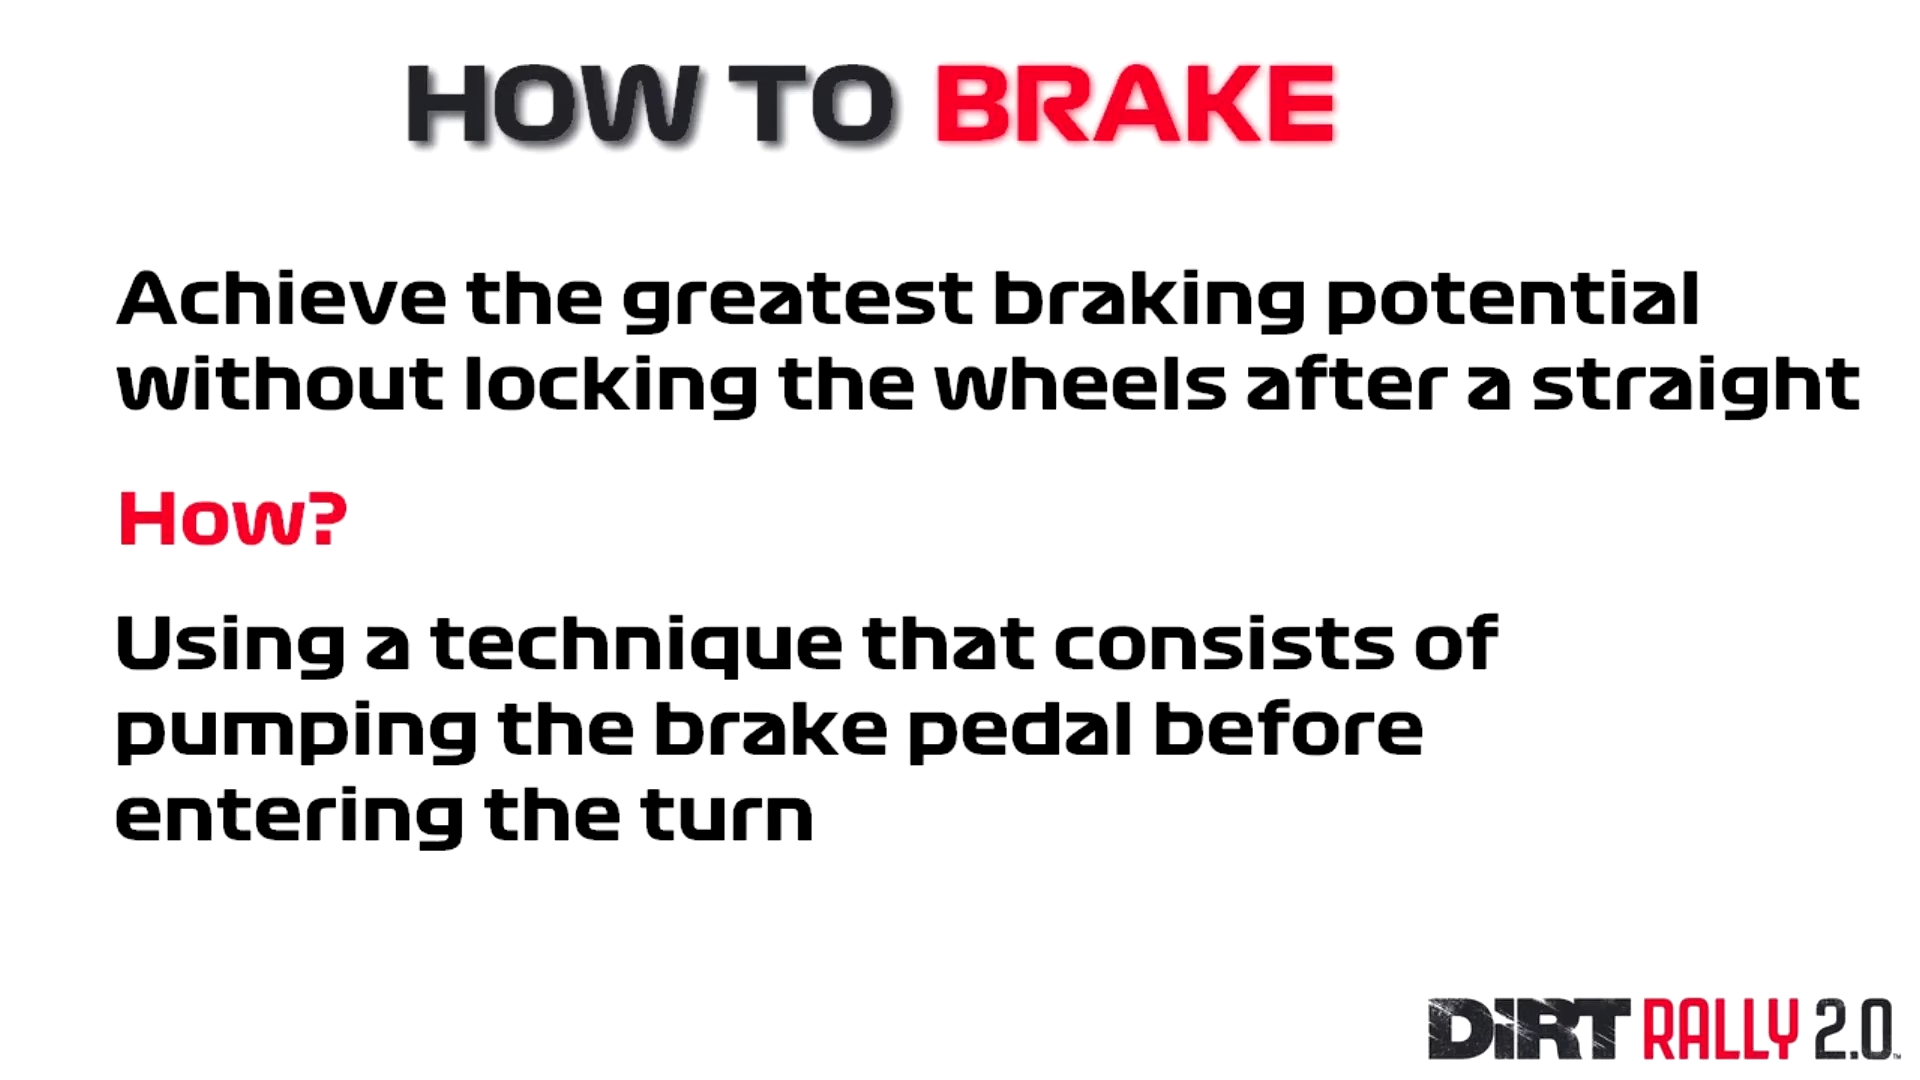 HOW TO BRAKE
Achieve the greatest braking potential
without locking the wheels after a straight
How?
Using a technique that consists of
pumping the brake pedal before
entering the turn
DiRT RALLY 2.0™